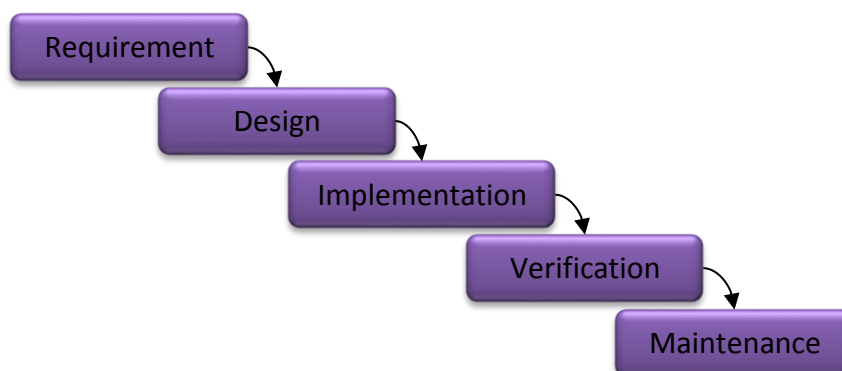 Requirement
Design
Implementation
Verification
Maintenance